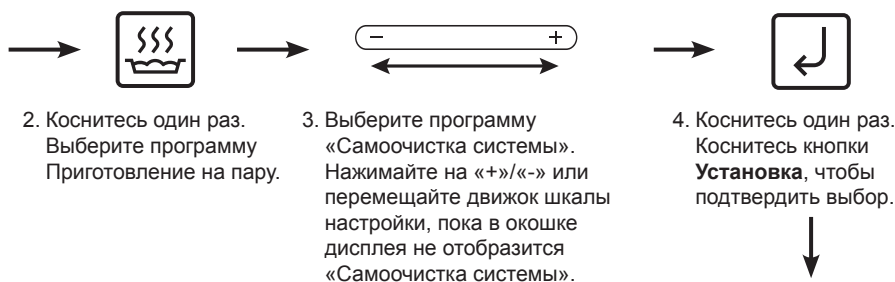 − +
2. Коснитесь один раз.
Выберите программу
Приготовление на пару.
3. Выберите программу
«Самоочистка системы».
Нажимайте на «+»/«-» или
перемещайте движок шкалы
настройки, пока в окошке
дисплея не отобразится
«Самоочистка системы».
4. Коснитесь один раз.
Коснитесь кнопки
Установка, чтобы
подтвердить выбор.